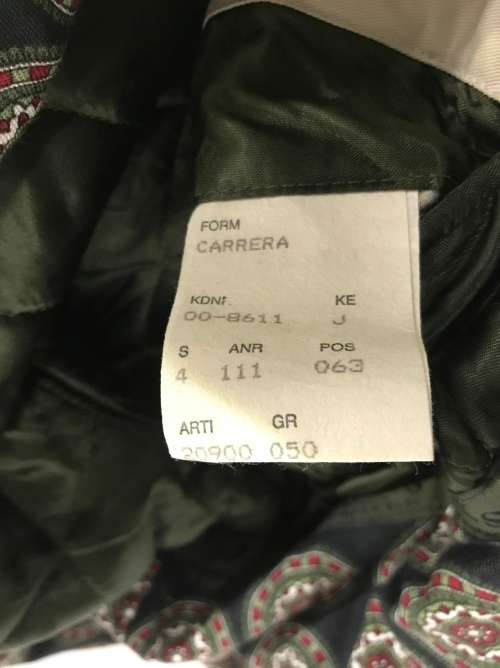 FORM
CARRERA
KDNr. KE
00-8611 J
S ANR POS
4 111 063
ARTI GR
20900 050